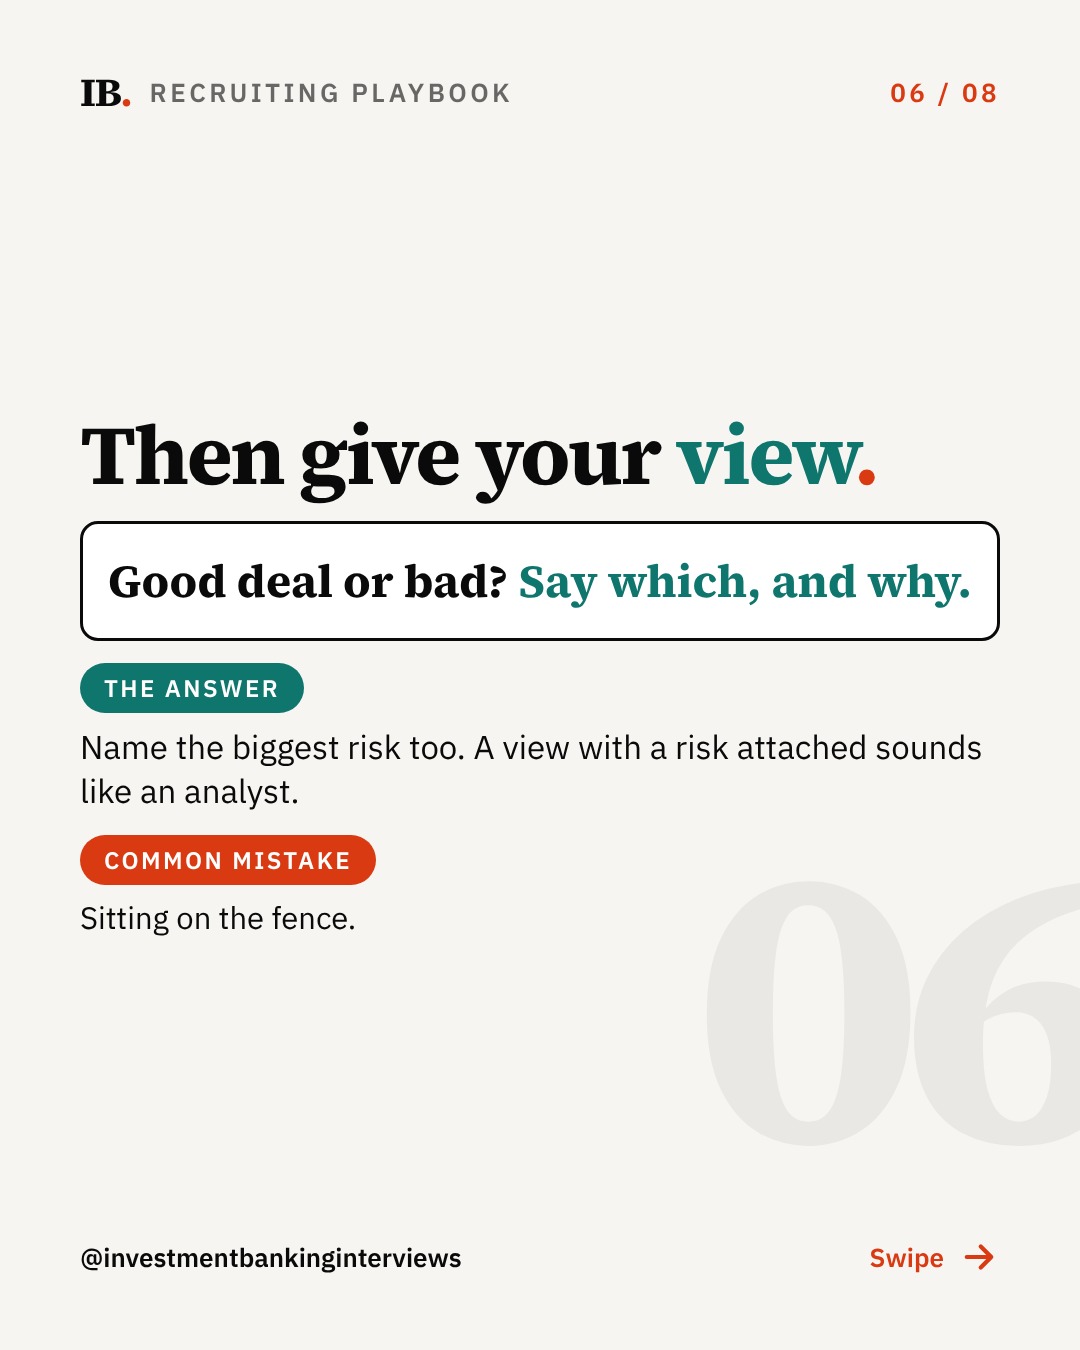 IB. RECRUITING PLAYBOOK
06 / 08
Then give your view.
Good deal or bad? Say which, and why.
THE ANSWER
Name the biggest risk too. A view with a risk attached sounds
like an analyst.
COMMON MISTAKE
Sitting on the fence.
06
@investmentbankinginterviews
Swipe →